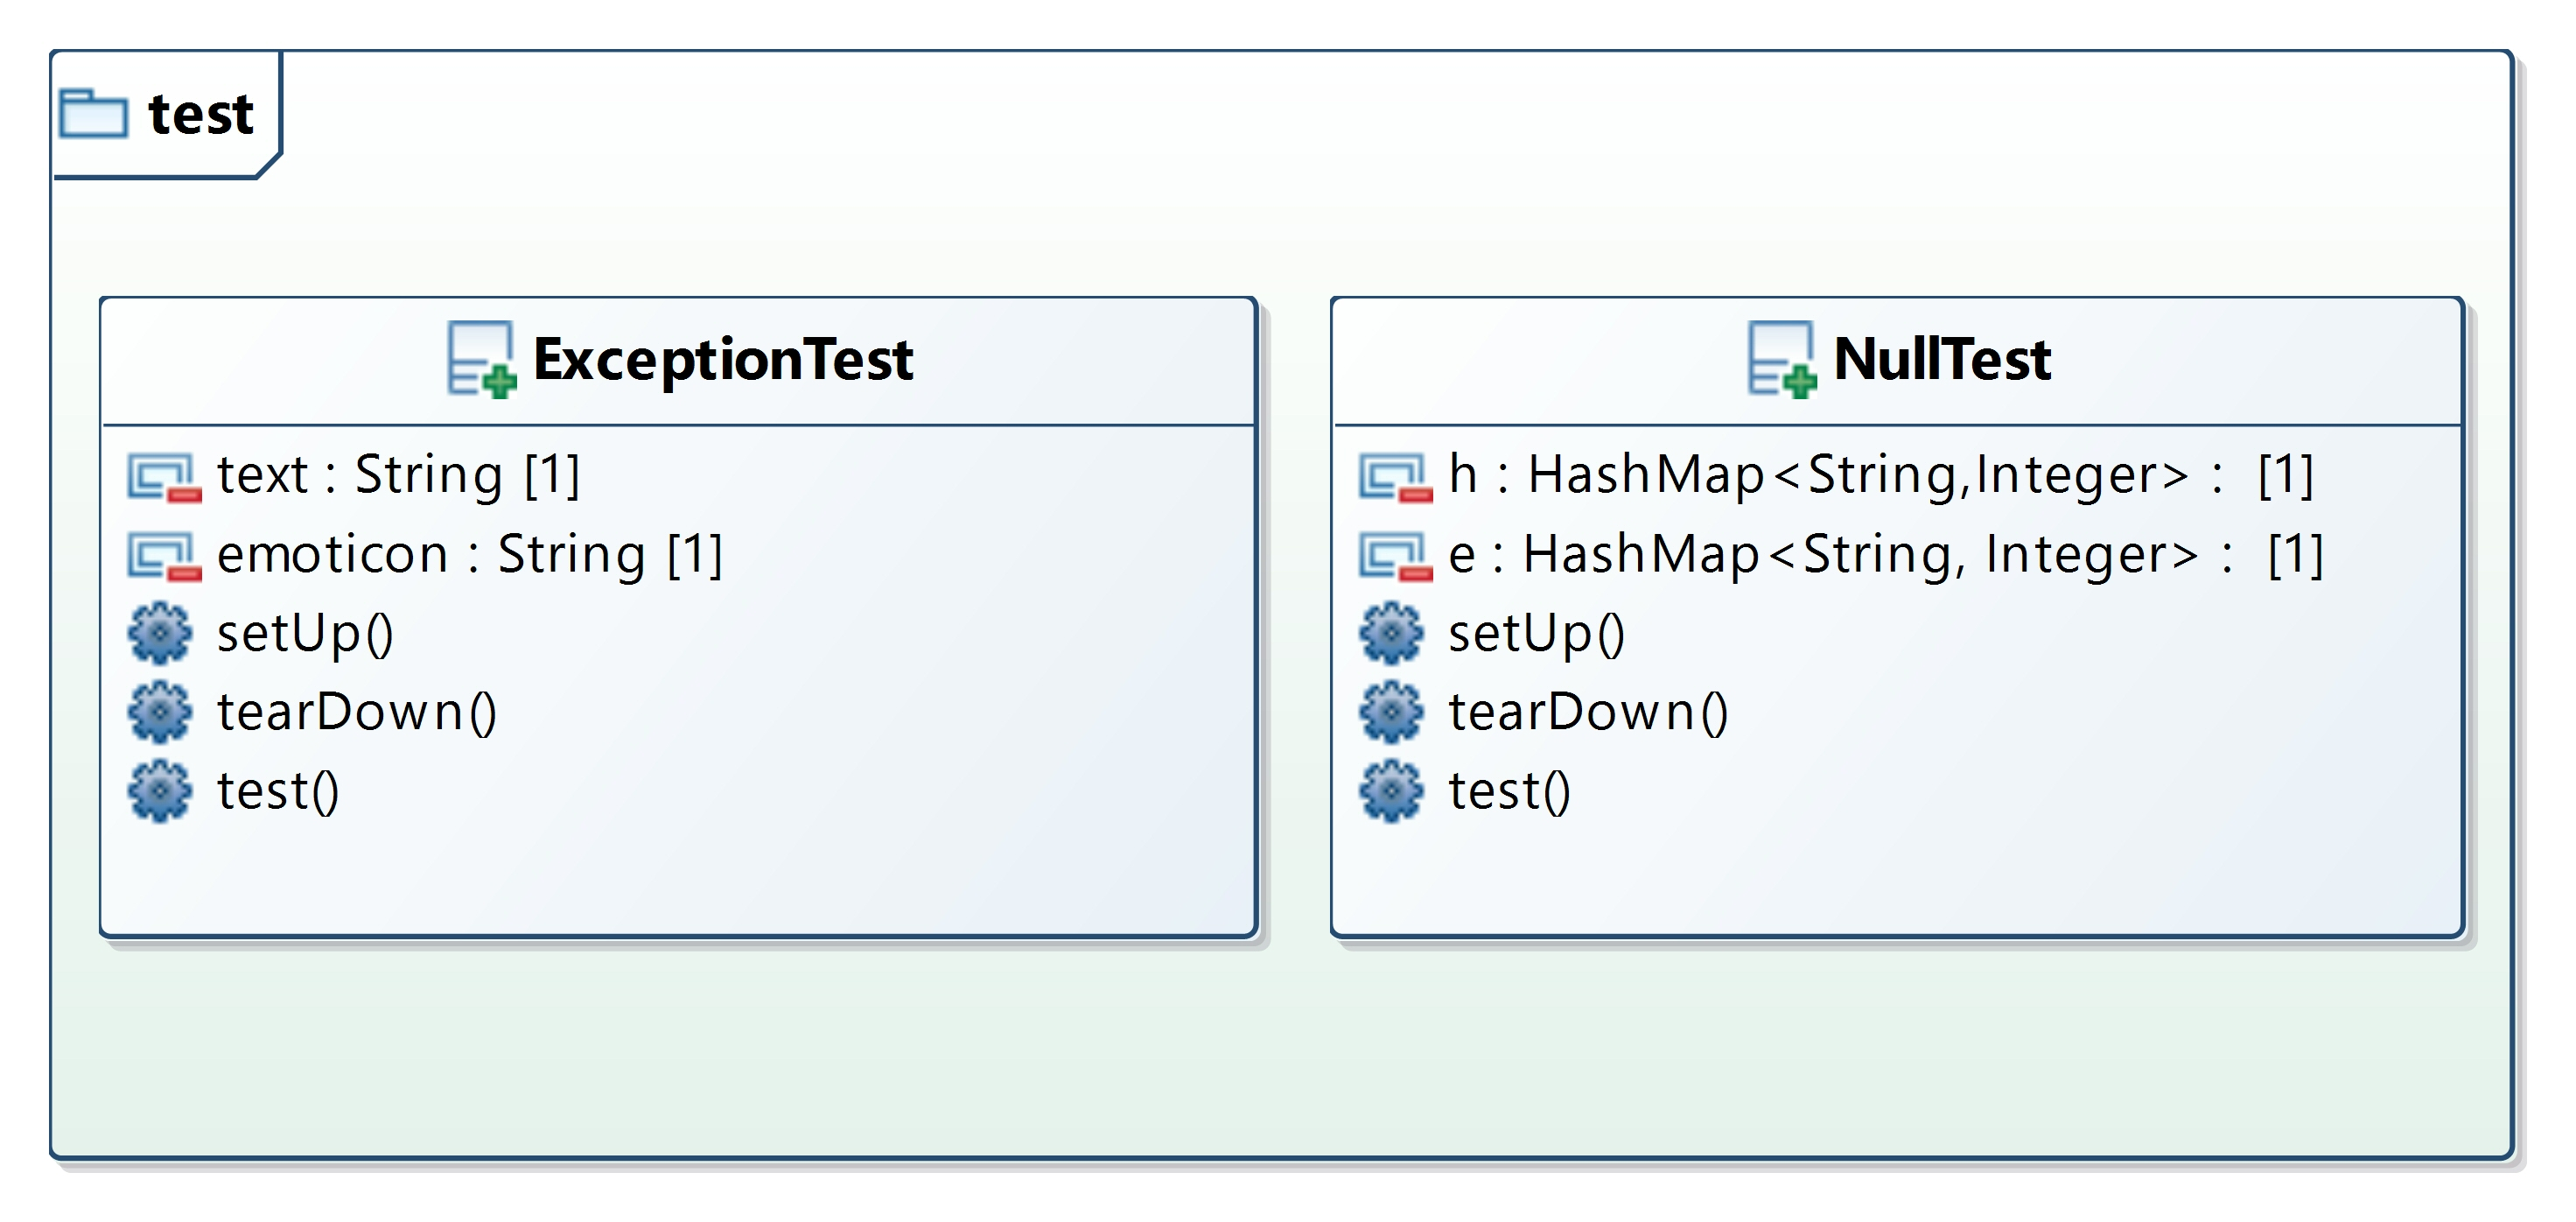 test
ExceptionTest
text : String [1]
emoticon : String [1]
setUp()
tearDown()
test()
NullTest
h : HashMap<String,Integer> :  [1]
e : HashMap<String, Integer> :  [1]
setUp()
tearDown()
test()